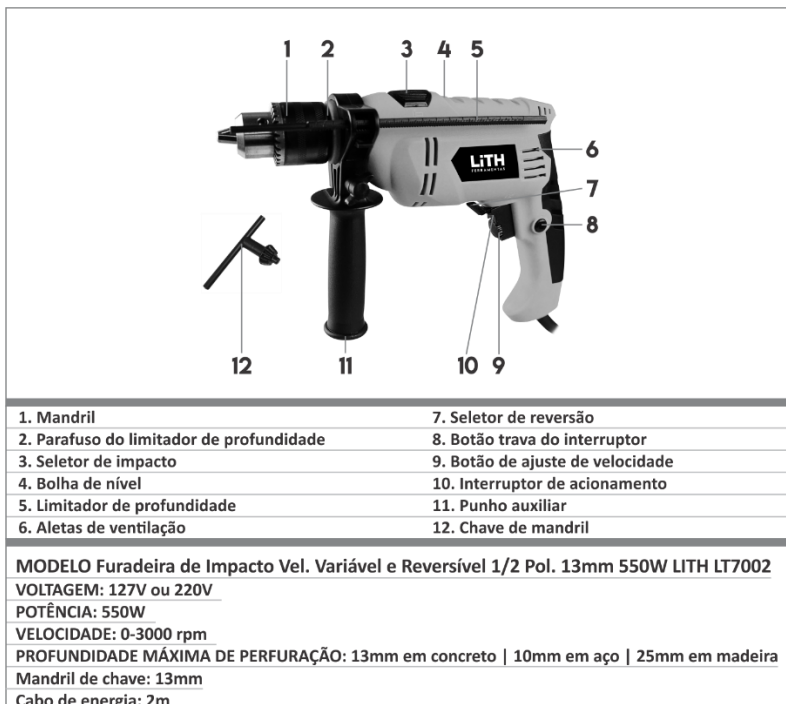 1 2 3 4 5
LiTH
FERRAMENTAS
6
7
8
12 11 10 9
1. Mandril
2. Parafuso do limitador de profundidade
3. Seletor de impacto
4. Bolha de nível
5. Limitador de profundidade
6. Aletas de ventilação
7. Seletor de reversão
8. Botão trava do interruptor
9. Botão de ajuste de velocidade
10. Interruptor de acionamento
11. Punho auxiliar
12. Chave de mandril
MODELO Furadeira de Impacto Vel. Variável e Reversível 1/2 Pol. 13mm 550W LITH LT7002
VOLTAGEM: 127V ou 220V
POTÊNCIA: 550W
VELOCIDADE: 0-3000 rpm
PROFUNDIDADE MÁXIMA DE PERFURAÇÃO: 13mm em concreto | 10mm em aço | 25mm em madeira
Mandril de chave: 13mm
Cabo de energia: 2m